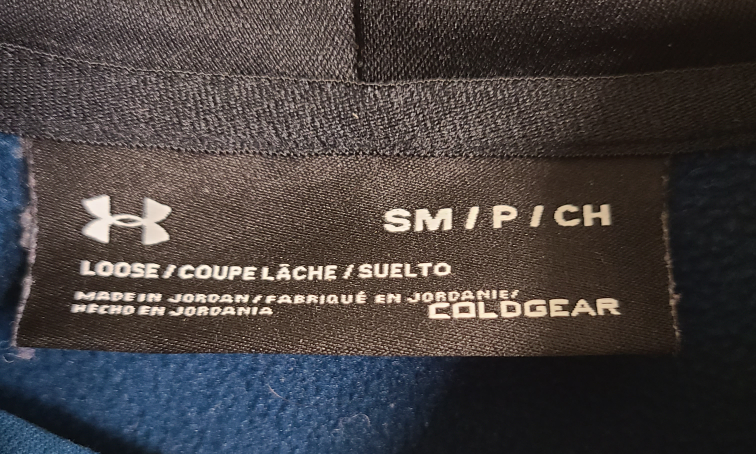 SM / P / CH
LOOSE / COUPE LÂCHE / SUELTO
MADE IN JORDAN / FABRIQUÉ EN JORDANIE /
HECHO EN JORDANIA
COLDGEAR